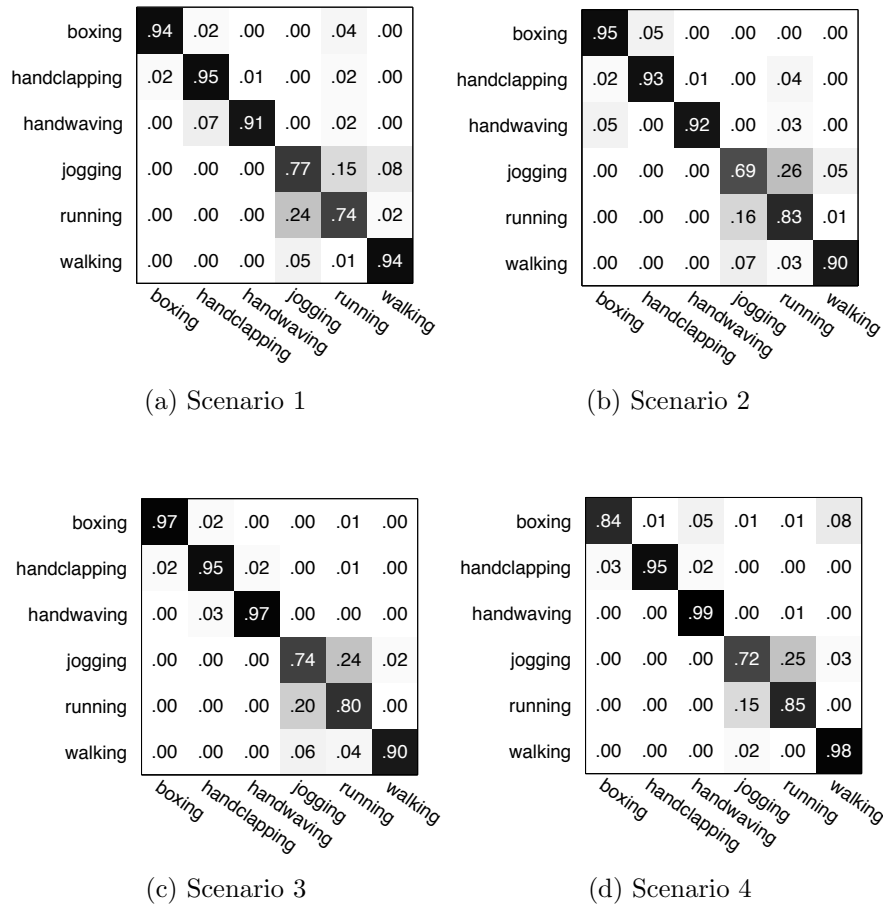 boxing .94 .02 .00 .00 .04 .00
handclapping .02 .95 .01 .00 .02 .00
handwaving .00 .07 .91 .00 .02 .00
jogging .00 .00 .00 .77 .15 .08
running .00 .00 .00 .24 .74 .02
walking .00 .00 .00 .05 .01 .94
boxing handclapping handwaving jogging running walking
(a) Scenario 1
boxing .95 .05 .00 .00 .00 .00
handclapping .02 .93 .01 .00 .04 .00
handwaving .05 .00 .92 .00 .03 .00
jogging .00 .00 .00 .69 .26 .05
running .00 .00 .00 .16 .83 .01
walking .00 .00 .00 .07 .03 .90
boxing handclapping handwaving jogging running walking
(b) Scenario 2
boxing .97 .02 .00 .00 .01 .00
handclapping .02 .95 .02 .00 .01 .00
handwaving .00 .03 .97 .00 .00 .00
jogging .00 .00 .00 .74 .24 .02
running .00 .00 .00 .20 .80 .00
walking .00 .00 .00 .06 .04 .90
boxing handclapping handwaving jogging running walking
(c) Scenario 3
boxing .84 .01 .05 .01 .01 .08
handclapping .03 .95 .02 .00 .00 .00
handwaving .00 .00 .99 .00 .01 .00
jogging .00 .00 .00 .72 .25 .03
running .00 .00 .00 .15 .85 .00
walking .00 .00 .00 .02 .00 .98
boxing handclapping handwaving jogging running walking
(d) Scenario 4